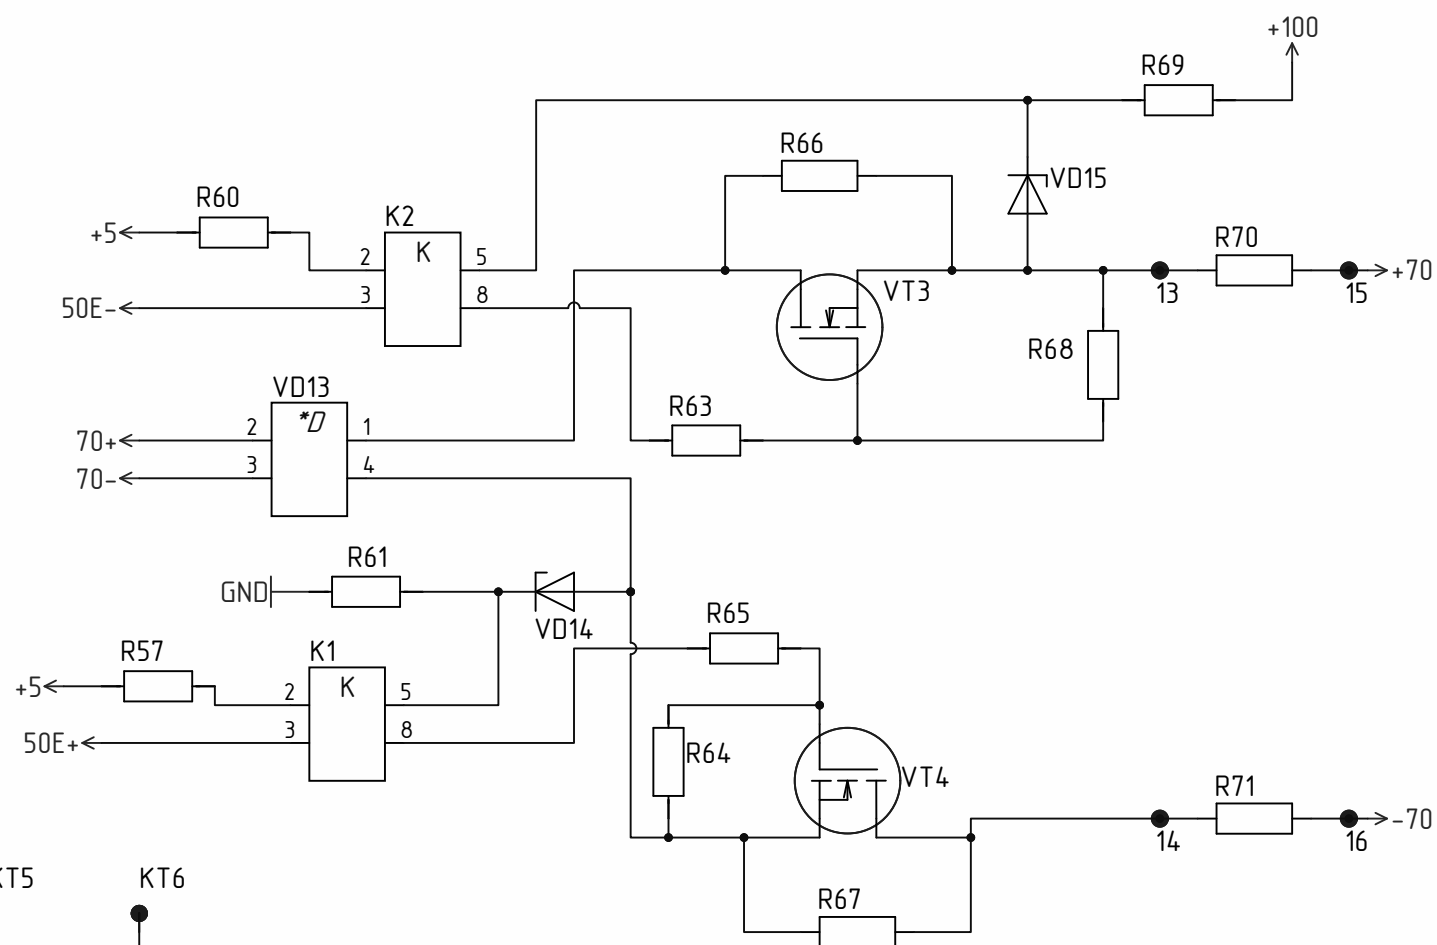 +100
R69
R66
VD15
R60
K2
+5
2
K
5
R70
50E-
3
8
VT3
13
15
+70
R68
VD13
*D
R63
70+
2
1
70-
3
4
R61
GND
VD14
R65
R57
K1
+5
2
K
5
50E+
3
8
R64
VT4
R71
14
16
-70
KT5
KT6
R67